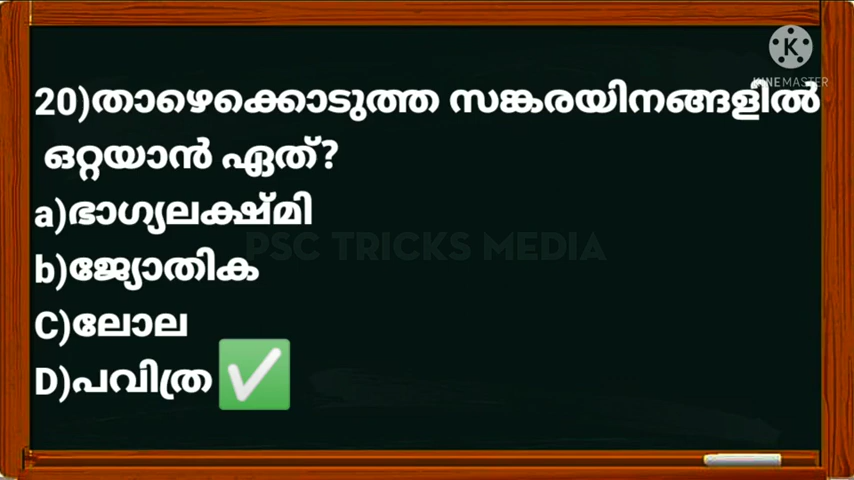 K
KINEMASTER
20)താഴെക്കൊടുത്ത സങ്കരയിനങ്ങളിൽ
ഒറ്റയാൻ ഏത്?
a)ഭാഗ്യലക്ഷ്മി
PSC TRICKS MEDIA
b)ജ്യോതിക
C)ലോല
D)പവിത്ര